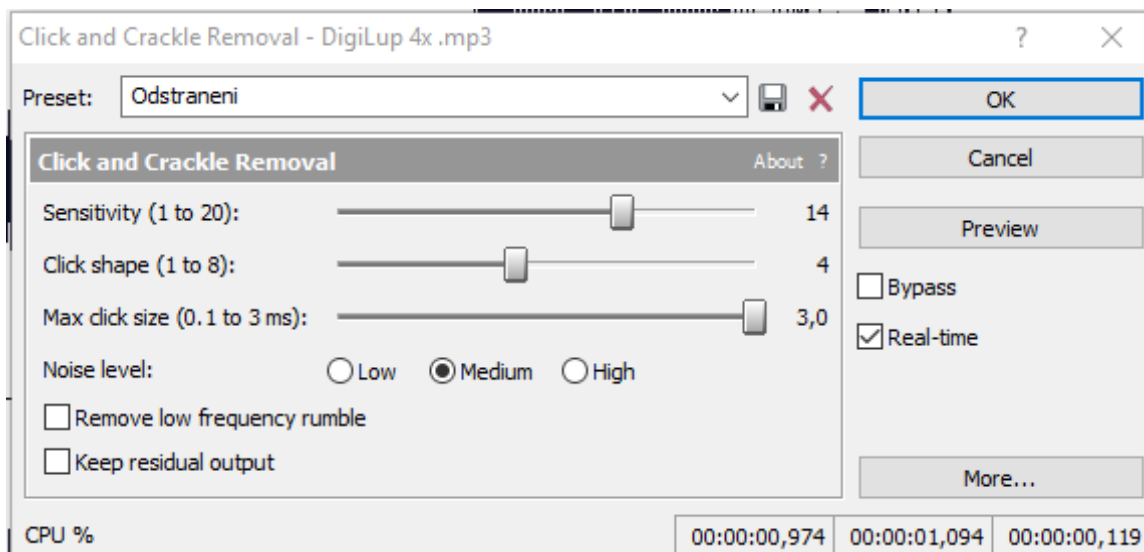 Click and Crackle Removal - DigiLup 4x .mp3 ?
Preset: Odstraneni
OK
Click and Crackle Removal About ?
Cancel
Sensitivity (1 to 20): 14
Preview
Click shape (1 to 8): 4
Bypass
Max click size (0.1 to 3 ms): 3,0
Real-time
Noise level: Low Medium High
Remove low frequency rumble
Keep residual output
More...
CPU % 00:00:00,974 00:00:01,094 00:00:00,119